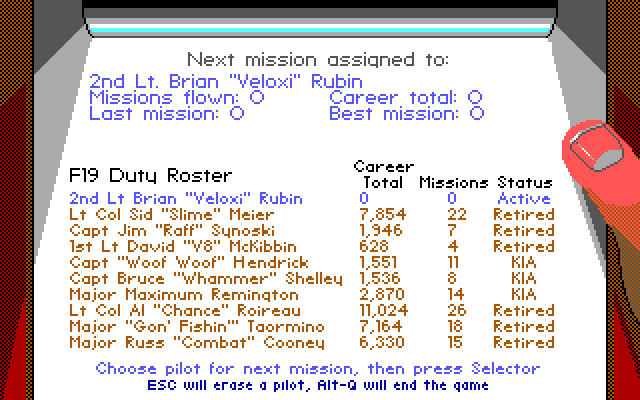 Next mission assigned to:
2nd Lt. Brian "Veloxi" Rubin
Missions flown: 0 Career total: 0
Last mission: 0 Best mission: 0
F19 Duty Roster Career Total Missions Status
2nd Lt Brian "Veloxi" Rubin 0 0 Active
Lt Col Sid "Slime" Meier 7,854 22 Retired
Capt Jim "Raff" Synoski 1,946 7 Retired
1st Lt David "V8" McKibbin 628 4 Retired
Capt "Woof Woof" Hendrick 1,551 11 KIA
Capt Bruce "Whammer" Shelley 1,536 8 KIA
Major Maximum Remington 2,870 14 KIA
Lt Col Al "Chance" Roireau 11,024 26 Retired
Major "Gon' Fishin'" Taormino 7,164 18 Retired
Major Russ "Combat" Cooney 6,330 15 Retired
Choose pilot for next mission, then press Selector
ESC will erase a pilot, Alt-Q will end the game